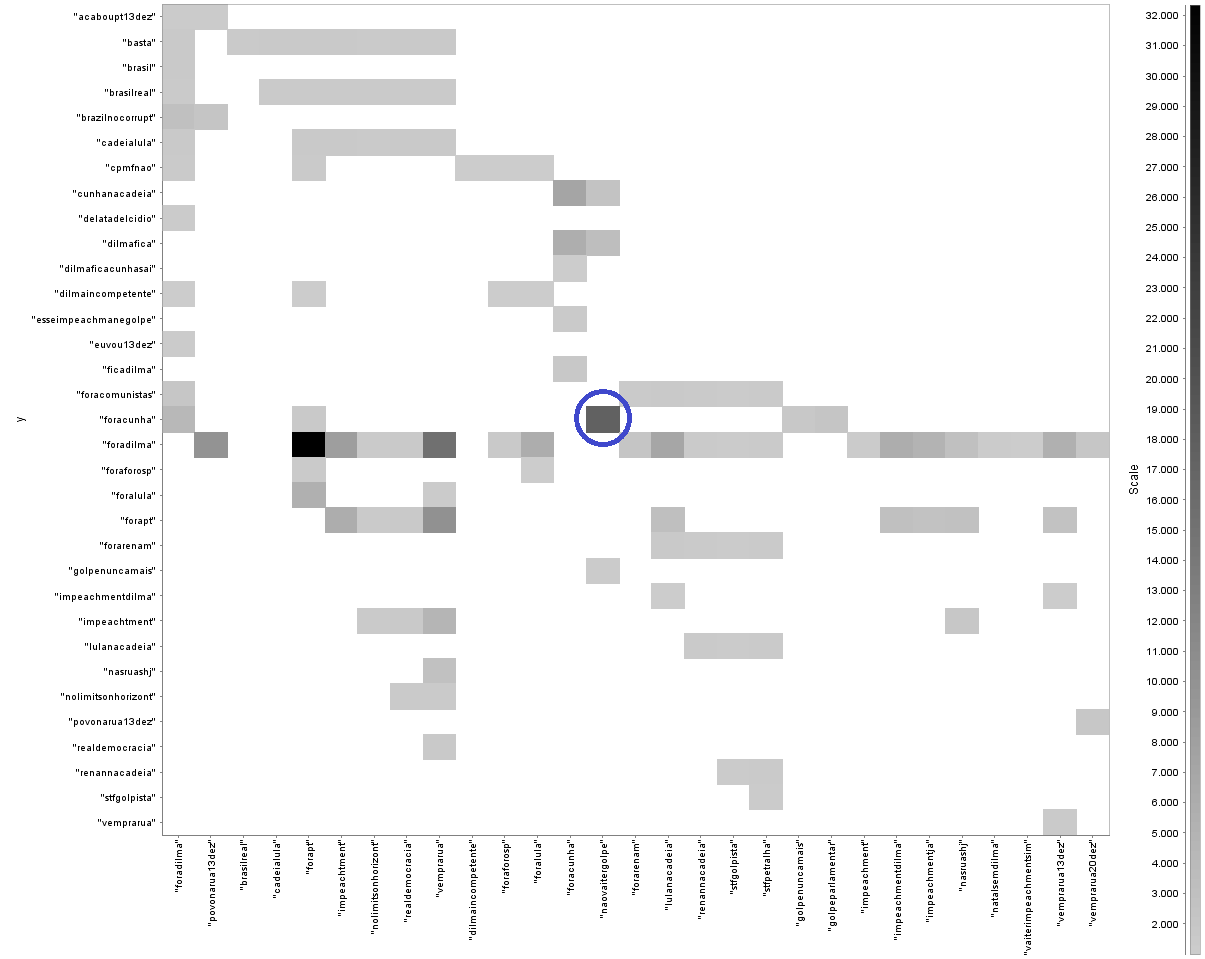 "acaboupt13dez"
"basta"
"brasil"
"brasilreal"
"brazilnocorrupt"
"cadeialula"
"cpmfnao"
"cunhanacadeia"
"delatadelcidio"
"dilmafica"
"dilmaficacunhasai"
"dilmaincompetente"
"esseimpeachmanegolpe"
"euvou13dez"
"ficadilma"
"foracomunistas"
"foracunha"
"foradilma"
"foraforosp"
"foralula"
"forapt"
"forarenam"
"golpenuncamais"
"impeachmentdilma"
"impeachtment"
"lulanacadeia"
"nasruashj"
"nolimitsonhorizont"
"povonarua13dez"
"realdemocracia"
"renannacadeia"
"stfgolpista"
"vemprarua"
y
"foradilma"
"povonarua13dez"
"brasilreal"
"cadeialula"
"forapt"
"impeachtment"
"nolimitsonhorizont"
"realdemocracia"
"vemprarua"
"dilmaincompetente"
"foraforosp"
"foralula"
"foracunha"
"naovaitergolpe"
"forarenam"
"lulanacadeia"
"renannacadeia"
"stfgolpista"
"stfpetralha"
"golpenuncamais"
"golpeparlamentar"
"impeachment"
"impeachmentdilma"
"impeachmentja"
"nasruashj"
"natalsemdilma"
"vaiterimpeachmentsim"
"vemprarua13dez"
"vemprarua20dez"
Scale
32.000
31.000
30.000
29.000
28.000
27.000
26.000
25.000
24.000
23.000
22.000
21.000
20.000
19.000
18.000
17.000
16.000
15.000
14.000
13.000
12.000
11.000
10.000
9.000
8.000
7.000
6.000
5.000
4.000
3.000
2.000